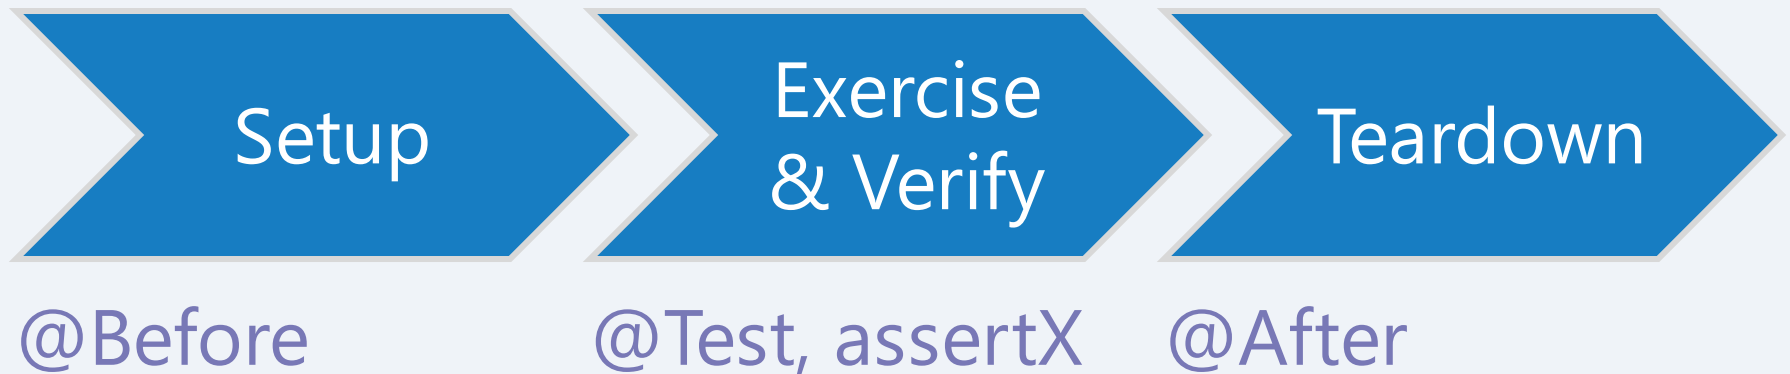 Setup
Exercise
& Verify
Teardown
@Before
@Test, assertX
@After